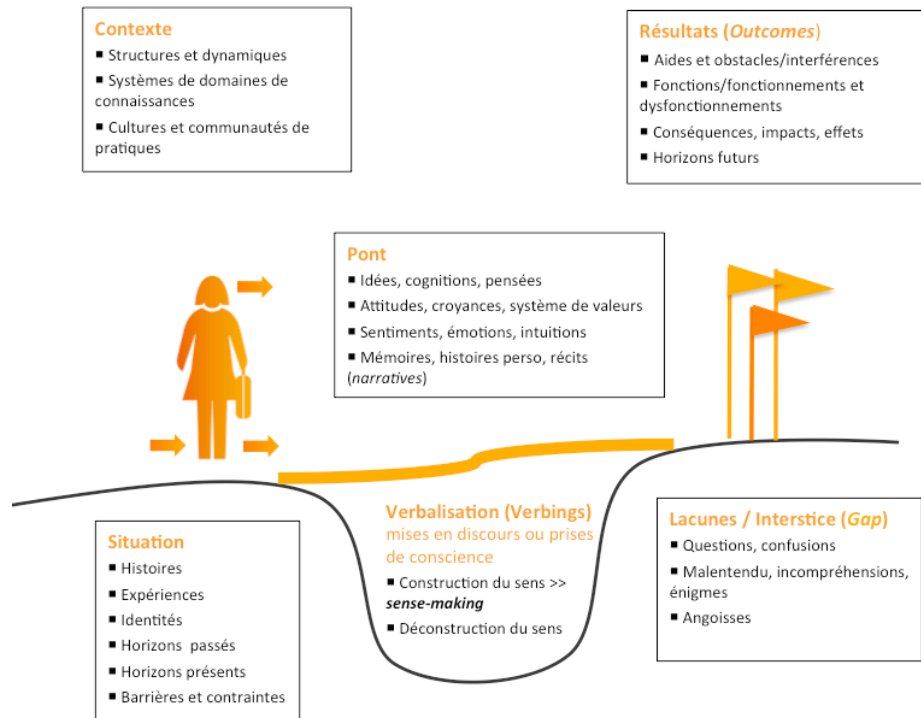 Contexte
▪ Structures et dynamiques
▪ Systèmes de domaines de
connaissances
▪ Cultures et communautés de
pratiques
Résultats (Outcomes)
▪ Aides et obstacles/interférences
▪ Fonctions/fonctionnements et
dysfonctionnements
▪ Conséquences, impacts, effets
▪ Horizons futurs
Pont
▪ Idées, cognitions, pensées
▪ Attitudes, croyances, système de valeurs
▪ Sentiments, émotions, intuitions
▪ Mémoires, histoires perso, récits
(narratives)
Situation
▪ Histoires
▪ Expériences
▪ Identités
▪ Horizons passés
▪ Horizons présents
▪ Barrières et contraintes
Verbalisation (Verbings)
mises en discours ou prises
de conscience
▪ Construction du sens >>
sense-making
▪ Déconstruction du sens
Lacunes / Interstice (Gap)
▪ Questions, confusions
▪ Malentendu, incompréhensions,
énigmes
▪ Angoisses